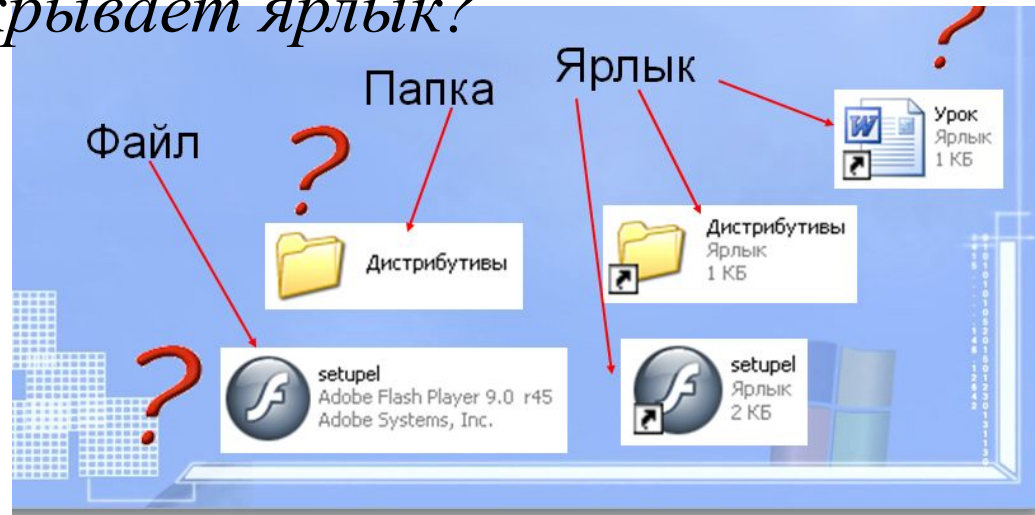 крывает ярлык?
Файл
Папка
Ярлык
?
?
?
Урок
Ярлык
1 КБ
Дистрибутивы
Дистрибутивы
Ярлык
1 КБ
setupel
Adobe Flash Player 9.0 r45
Adobe Systems, Inc.
setupel
Ярлык
2 КБ